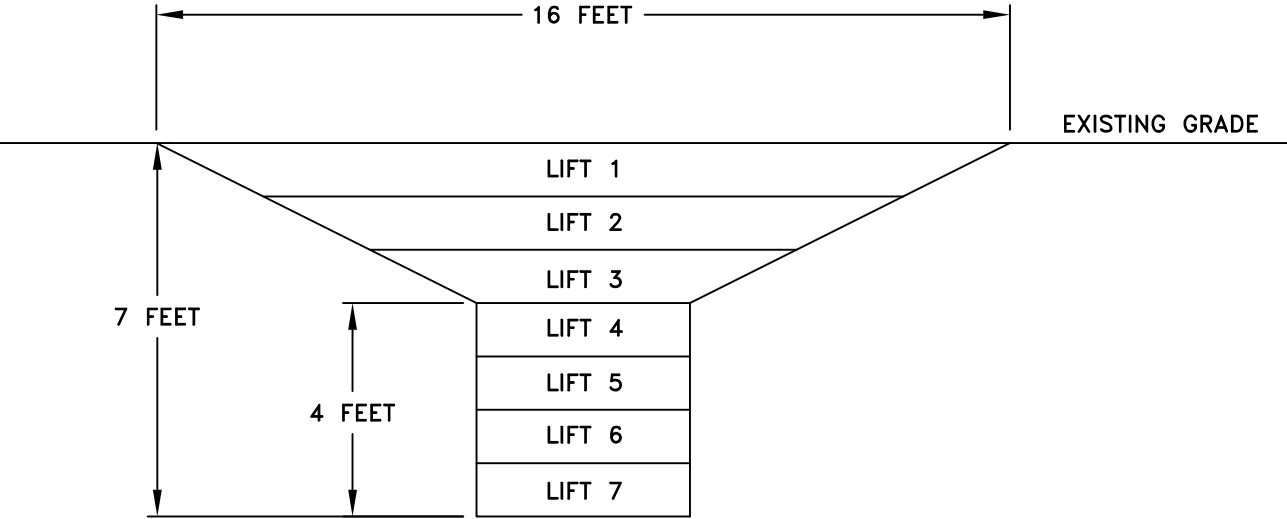 16 FEET
EXISTING GRADE
LIFT 1
LIFT 2
LIFT 3
7 FEET
LIFT 4
LIFT 5
4 FEET
LIFT 6
LIFT 7